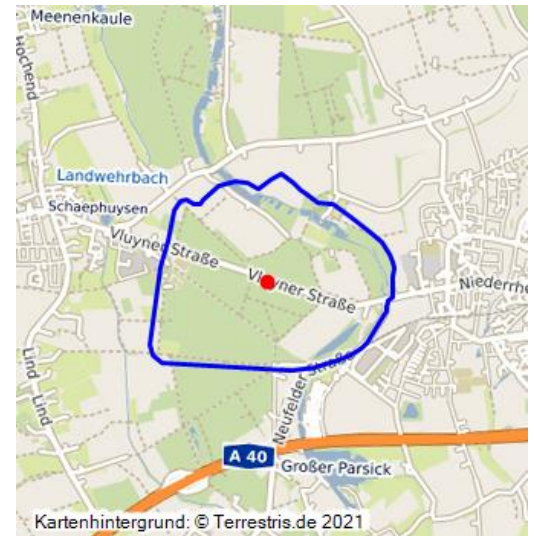 Meenenkaule
Hochend
Landwehrbach
Schaephuysen
Vluyner Straße
Vluyner Straße
Niederrhe
Neufelder Straße
Lind
Lind
A 40
Großer Parsick
Kartenhintergrund: © Terrestris.de 2021